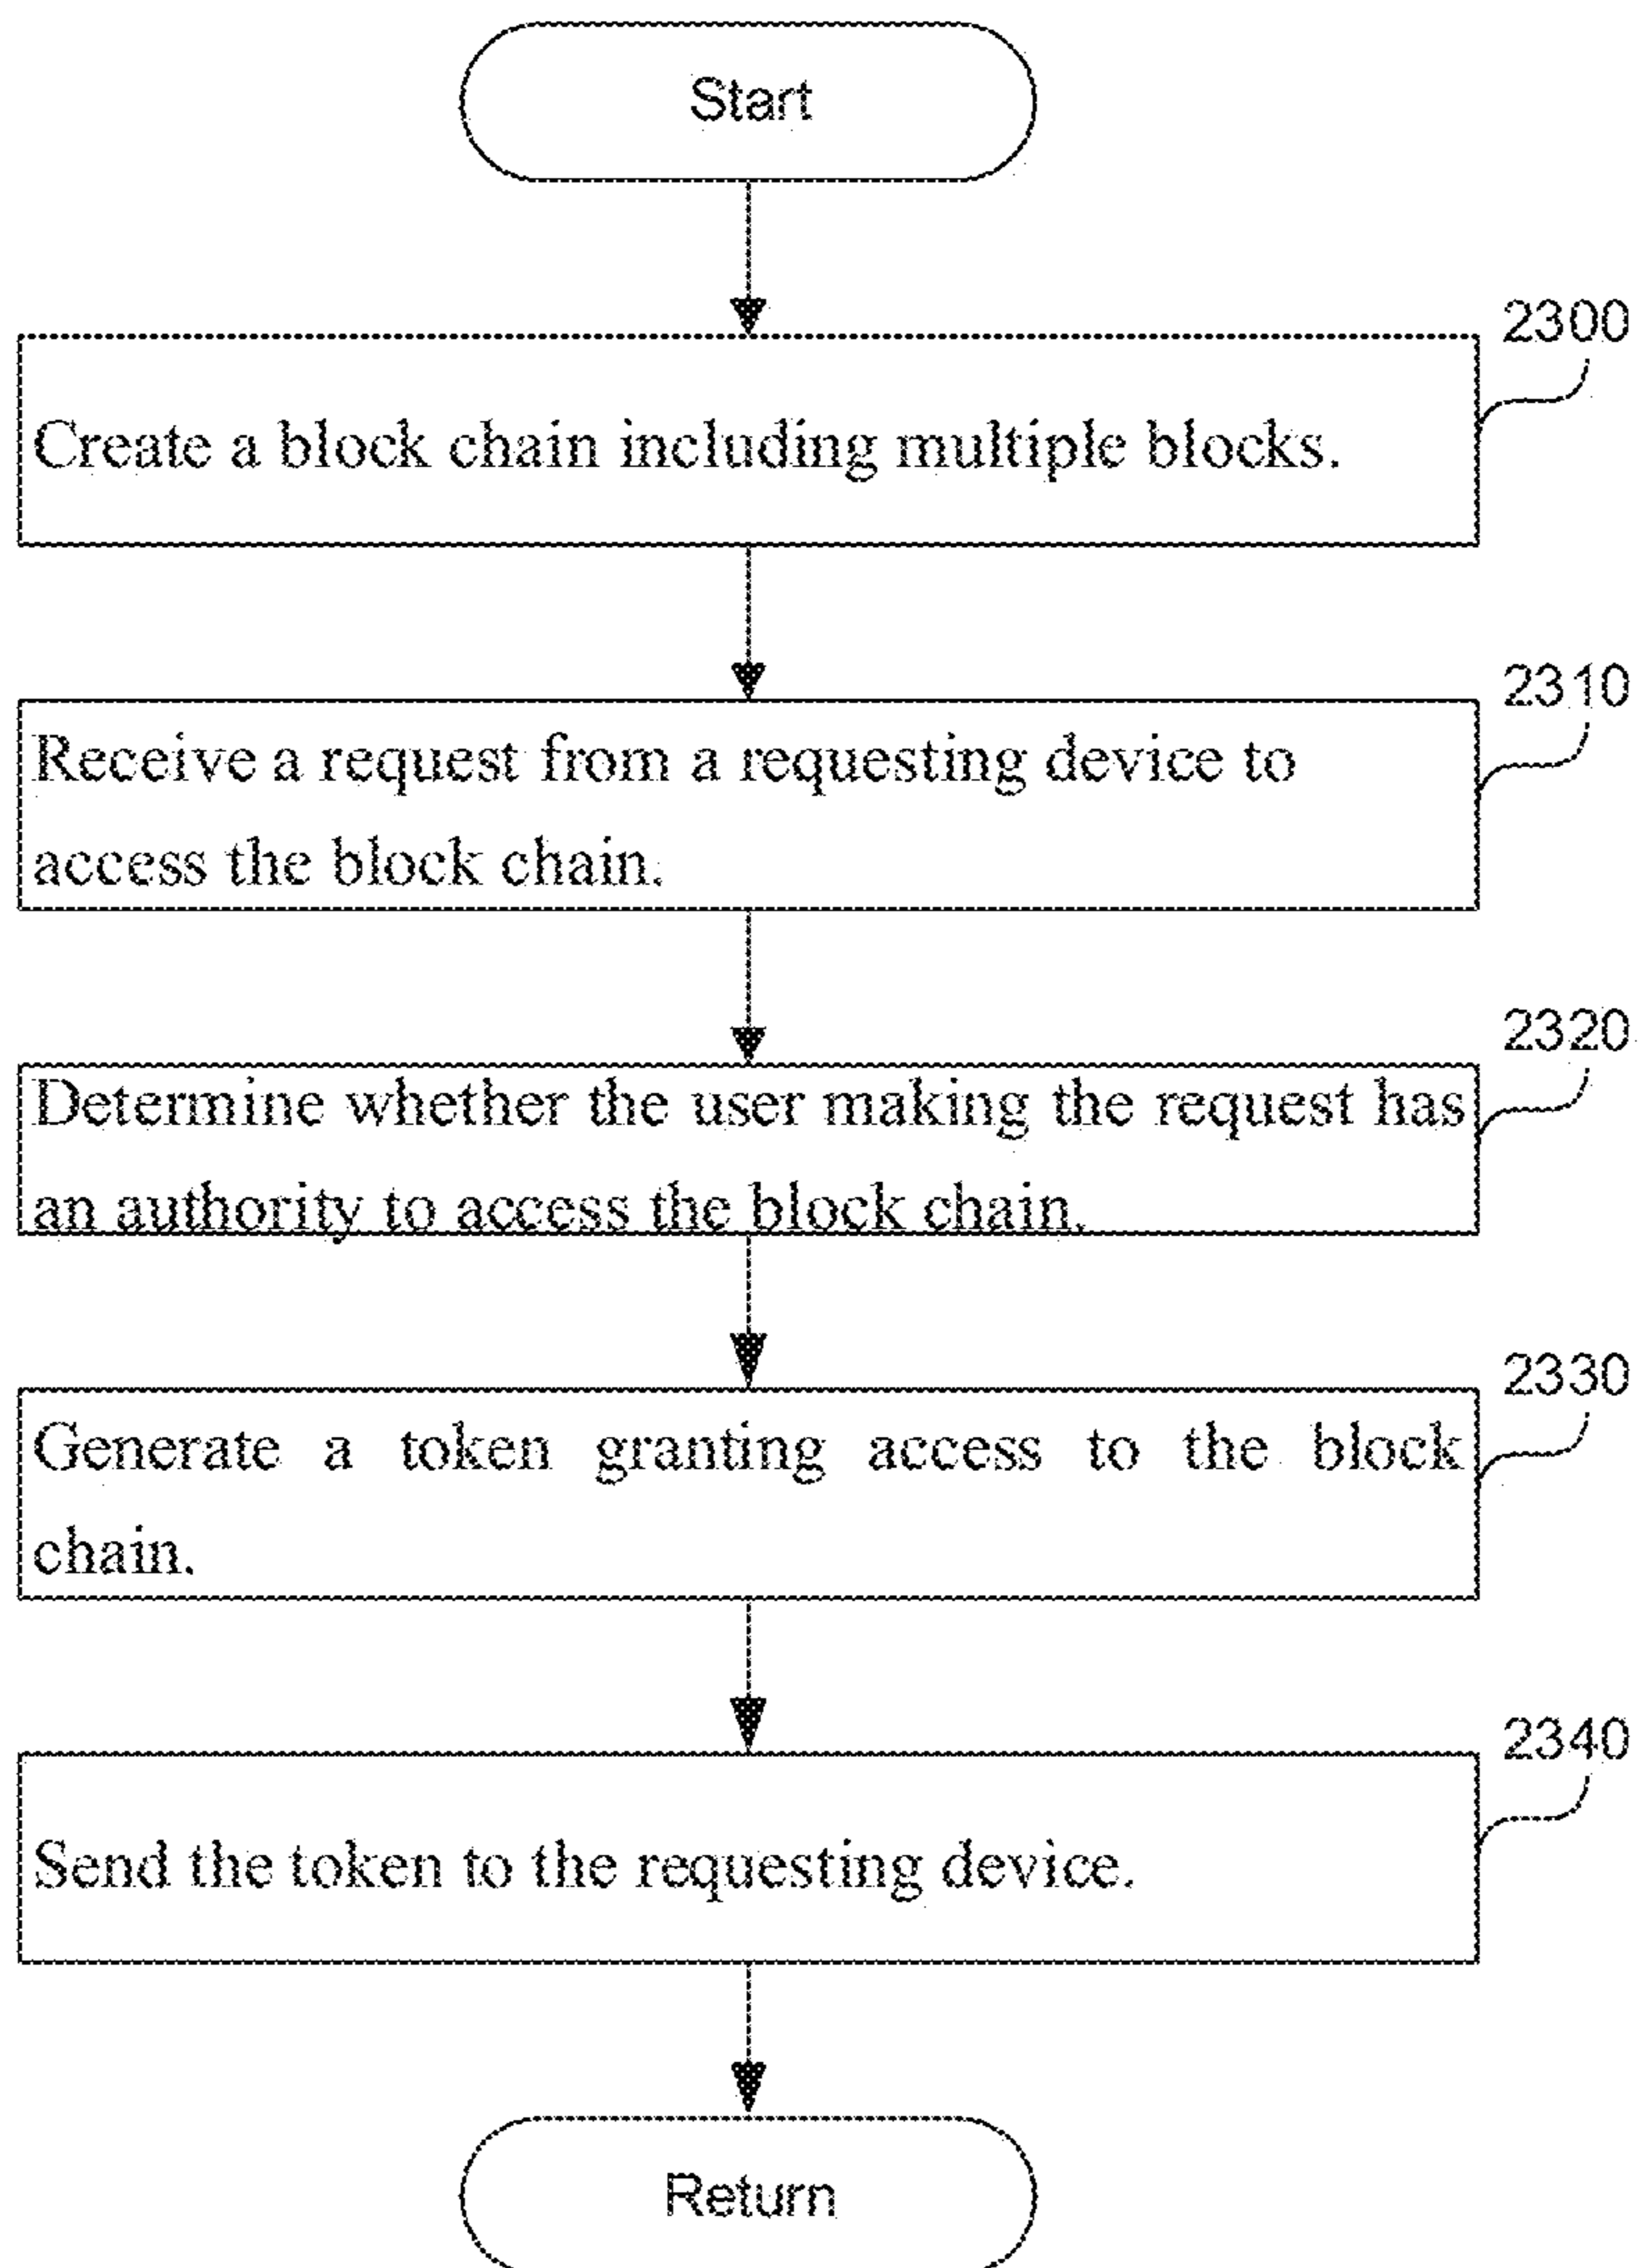 Start
2300
Create a block chain including multiple blocks.
2310
Receive a request from a requesting device to
access the block chain.
2320
Determine whether the user making the request has
an authority to access the block chain.
2330
Generate a token granting access to the block
chain.
2340
Send the token to the requesting device.
Return